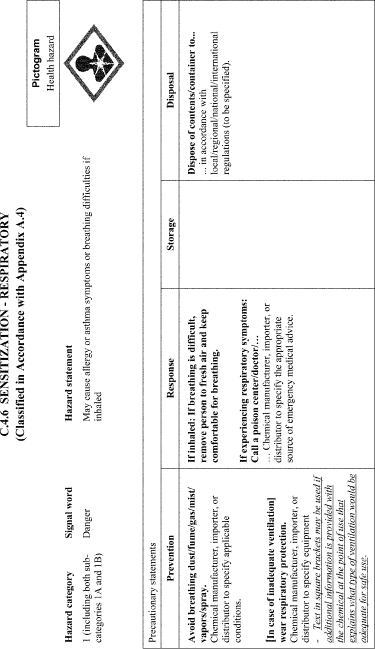 C.4.6 SENSITIZATION - RESPIRATORY
(Classified in Accordance with Appendix A.4)
Pictogram
Health hazard
Hazard category
1 (including both sub-
categories 1A and 1B)
Signal word
Danger
Hazard statement
May cause allergy or asthma symptoms or breathing difficulties if
inhaled
Precautionary statements
Prevention
Avoid breathing dust/fume/gas/mist/
vapors/spray.
Chemical manufacturer, importer, or
distributor to specify applicable
conditions.
[In case of inadequate ventilation]
wear respiratory protection.
Chemical manufacturer, importer, or
distributor to specify equipment
- Text in square brackets may be used if
additional information is provided with
the chemical at the point of use that
explains what type of ventilation would be
adequate for safe use.
Response
If inhaled: If breathing is difficult,
remove person to fresh air and keep
comfortable for breathing.
If experiencing respiratory symptoms:
Call a poison center/doctor/…
… Chemical manufacturer, importer, or
distributor to specify the appropriate
source of emergency medical advice.
Storage
Disposal
Dispose of contents/container to...
... in accordance with
local/regional/national/international
regulations (to be specified).